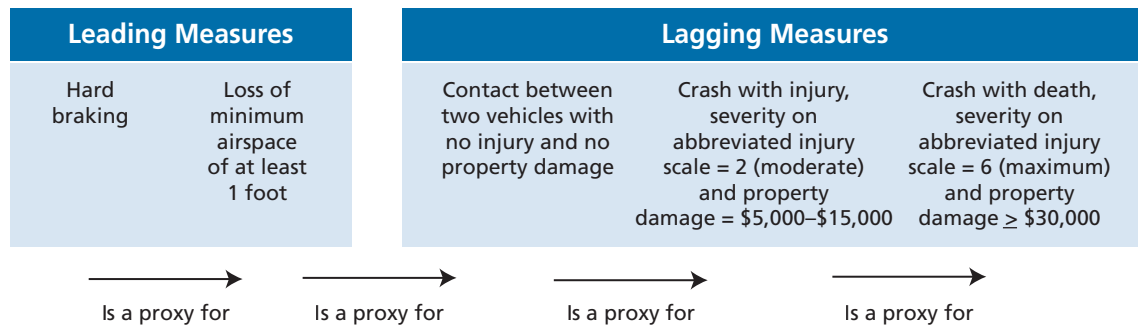 Leading Measures
Hard
braking
Loss of
minimum
airspace
of at least
1 foot
Lagging Measures
Contact between
two vehicles with
no injury and no
property damage
Crash with injury,
severity on
abbreviated injury
scale = 2 (moderate)
and property
damage = $5,000–$15,000
Crash with death,
severity on
abbreviated injury
scale = 6 (maximum)
and property
damage ≥ $30,000
Is a proxy for
Is a proxy for
Is a proxy for
Is a proxy for